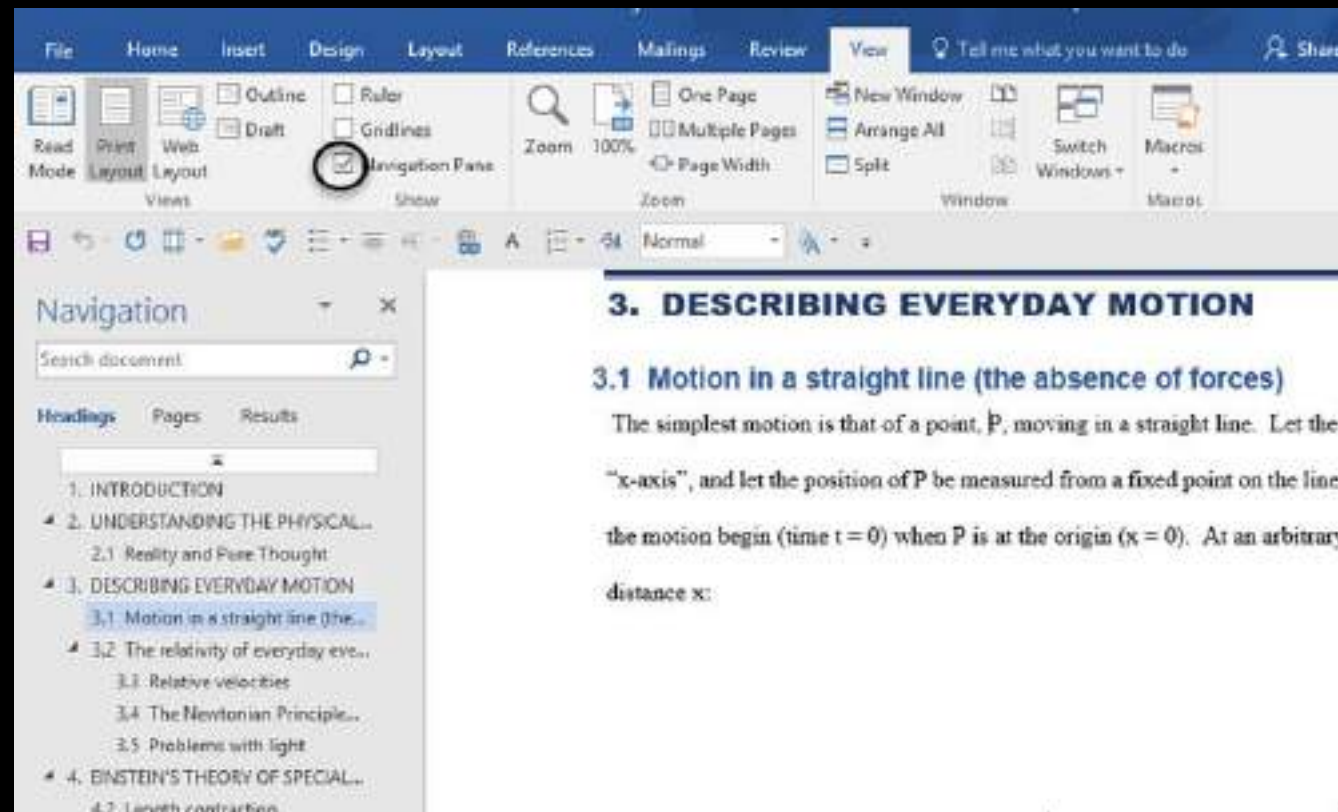 File Home Insert Design Layout References Mailings Review View Tell me what you want to do Share
Outline Ruler One Page New Window
Draft Gridlines Multiple Pages Arrange All
Read Mode Print Layout Web Layout Navigation Pane Zoom 100% Page Width Split Switch Windows Macros
Views Show Zoom Window Macros
A Normal
Navigation
Search document
Headings Pages Results
1. INTRODUCTION
2. UNDERSTANDING THE PHYSICAL...
2.1 Reality and Pure Thought
3. DESCRIBING EVERYDAY MOTION
3.1 Motion in a straight line (the...
3.2 The relativity of everyday eve...
3.3 Relative velocities
3.4 The Newtonian Principle...
3.5 Problems with light
4. EINSTEIN'S THEORY OF SPECIAL...
4.2 Length contraction
3. DESCRIBING EVERYDAY MOTION
3.1 Motion in a straight line (the absence of forces)
The simplest motion is that of a point, P, moving in a straight line. Let the
“x-axis”, and let the position of P be measured from a fixed point on the line
the motion begin (time t = 0) when P is at the origin (x = 0). At an arbitrary
distance x: